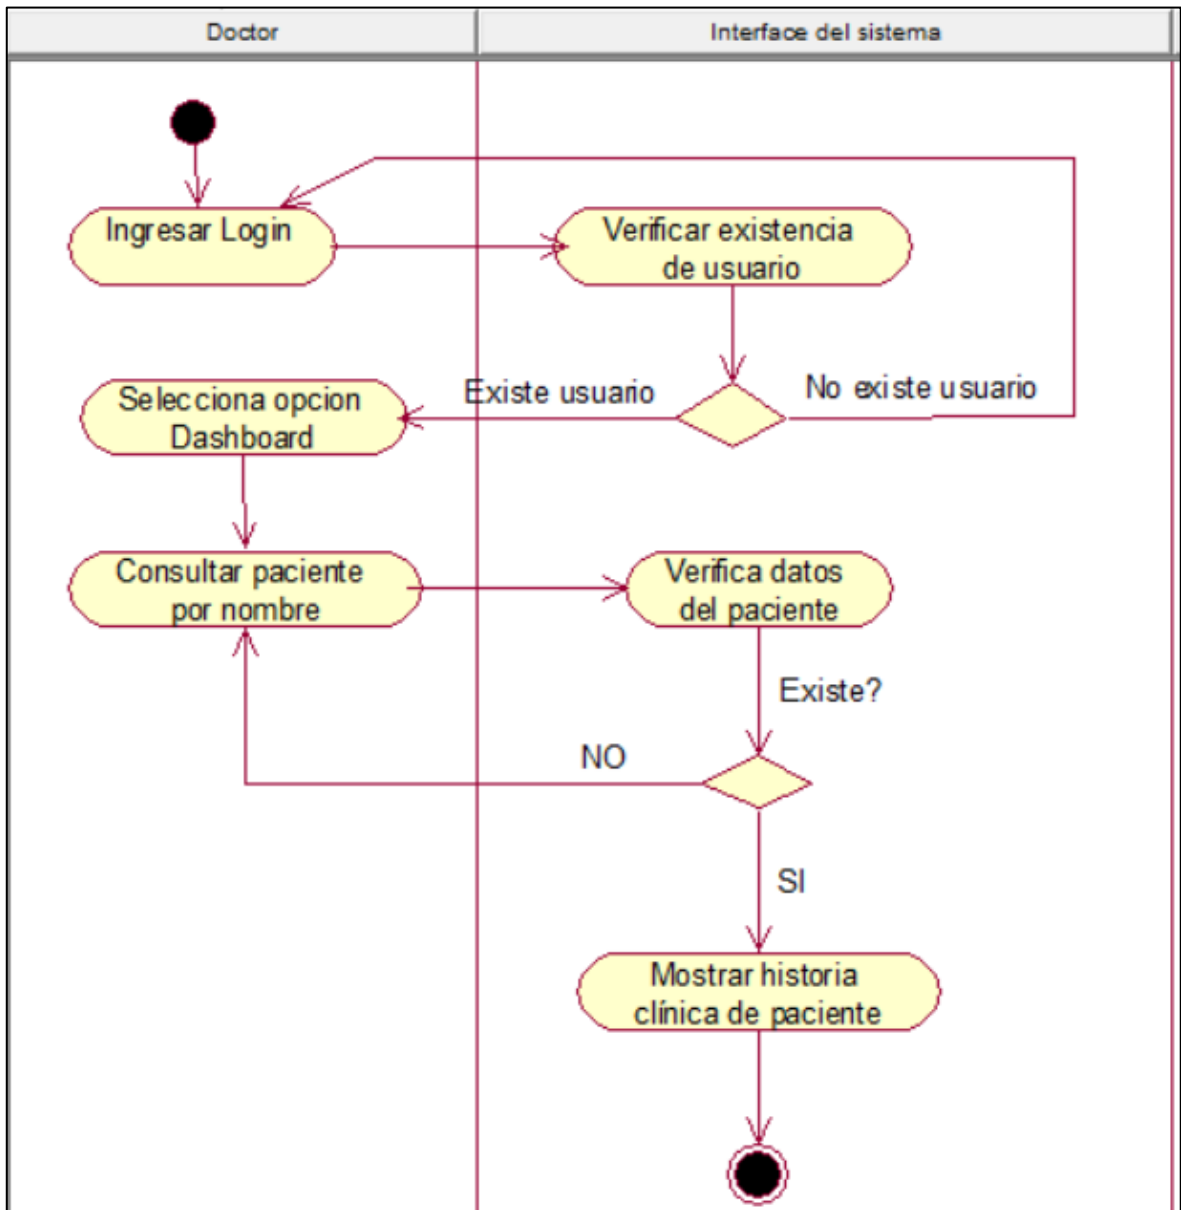 Doctor
Interface del sistema
Ingresar Login
Verificar existencia
de usuario
Existe usuario
No existe usuario
Selecciona opcion
Dashboard
Consultar paciente
por nombre
Verifica datos
del paciente
Existe?
NO
SI
Mostrar historia
clínica de paciente